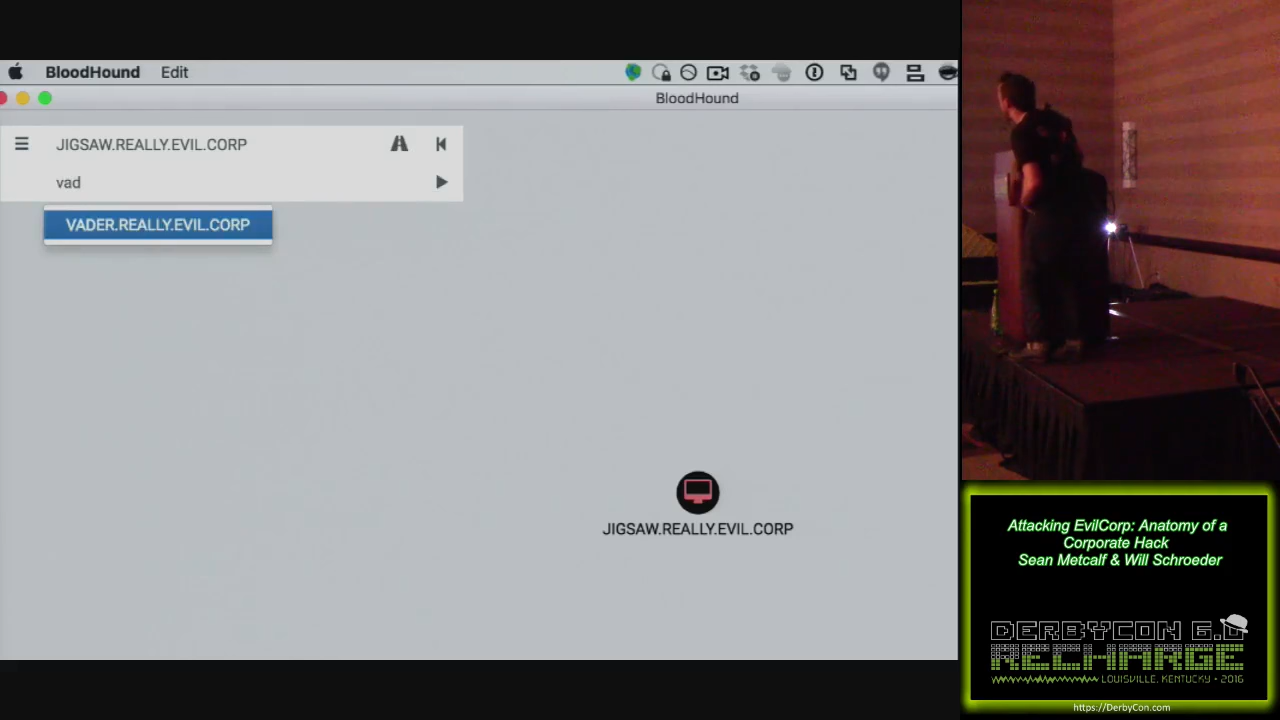 BloodHound Edit
BloodHound
JIGSAW.REALLY.EVIL.CORP
vad
VADER.REALLY.EVIL.CORP
JIGSAW.REALLY.EVIL.CORP
Attacking EvilCorp: Anatomy of a
Corporate Hack
Sean Metcalf & Will Schroeder
DERBYCON 6.0
RECHARGE
LOUISVILLE, KENTUCKY • 2016
https://DerbyCon.com